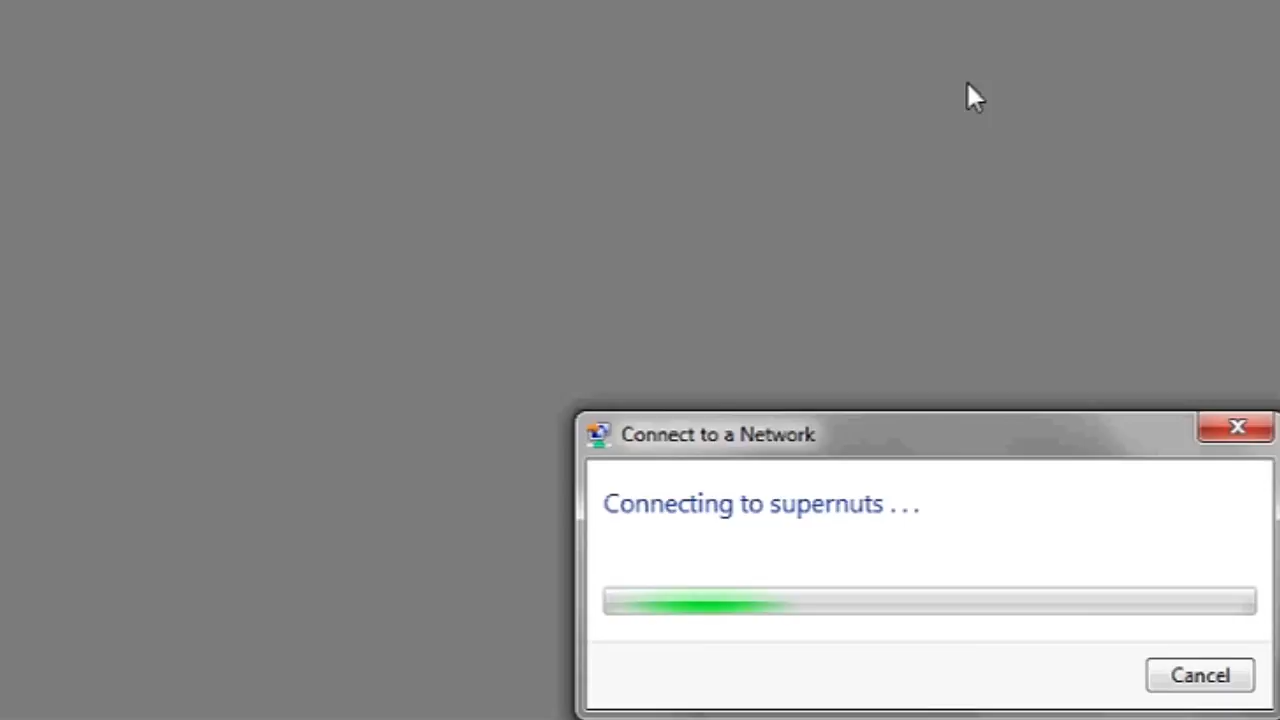 Connect to a Network
Connecting to supernuts . . .
Cancel